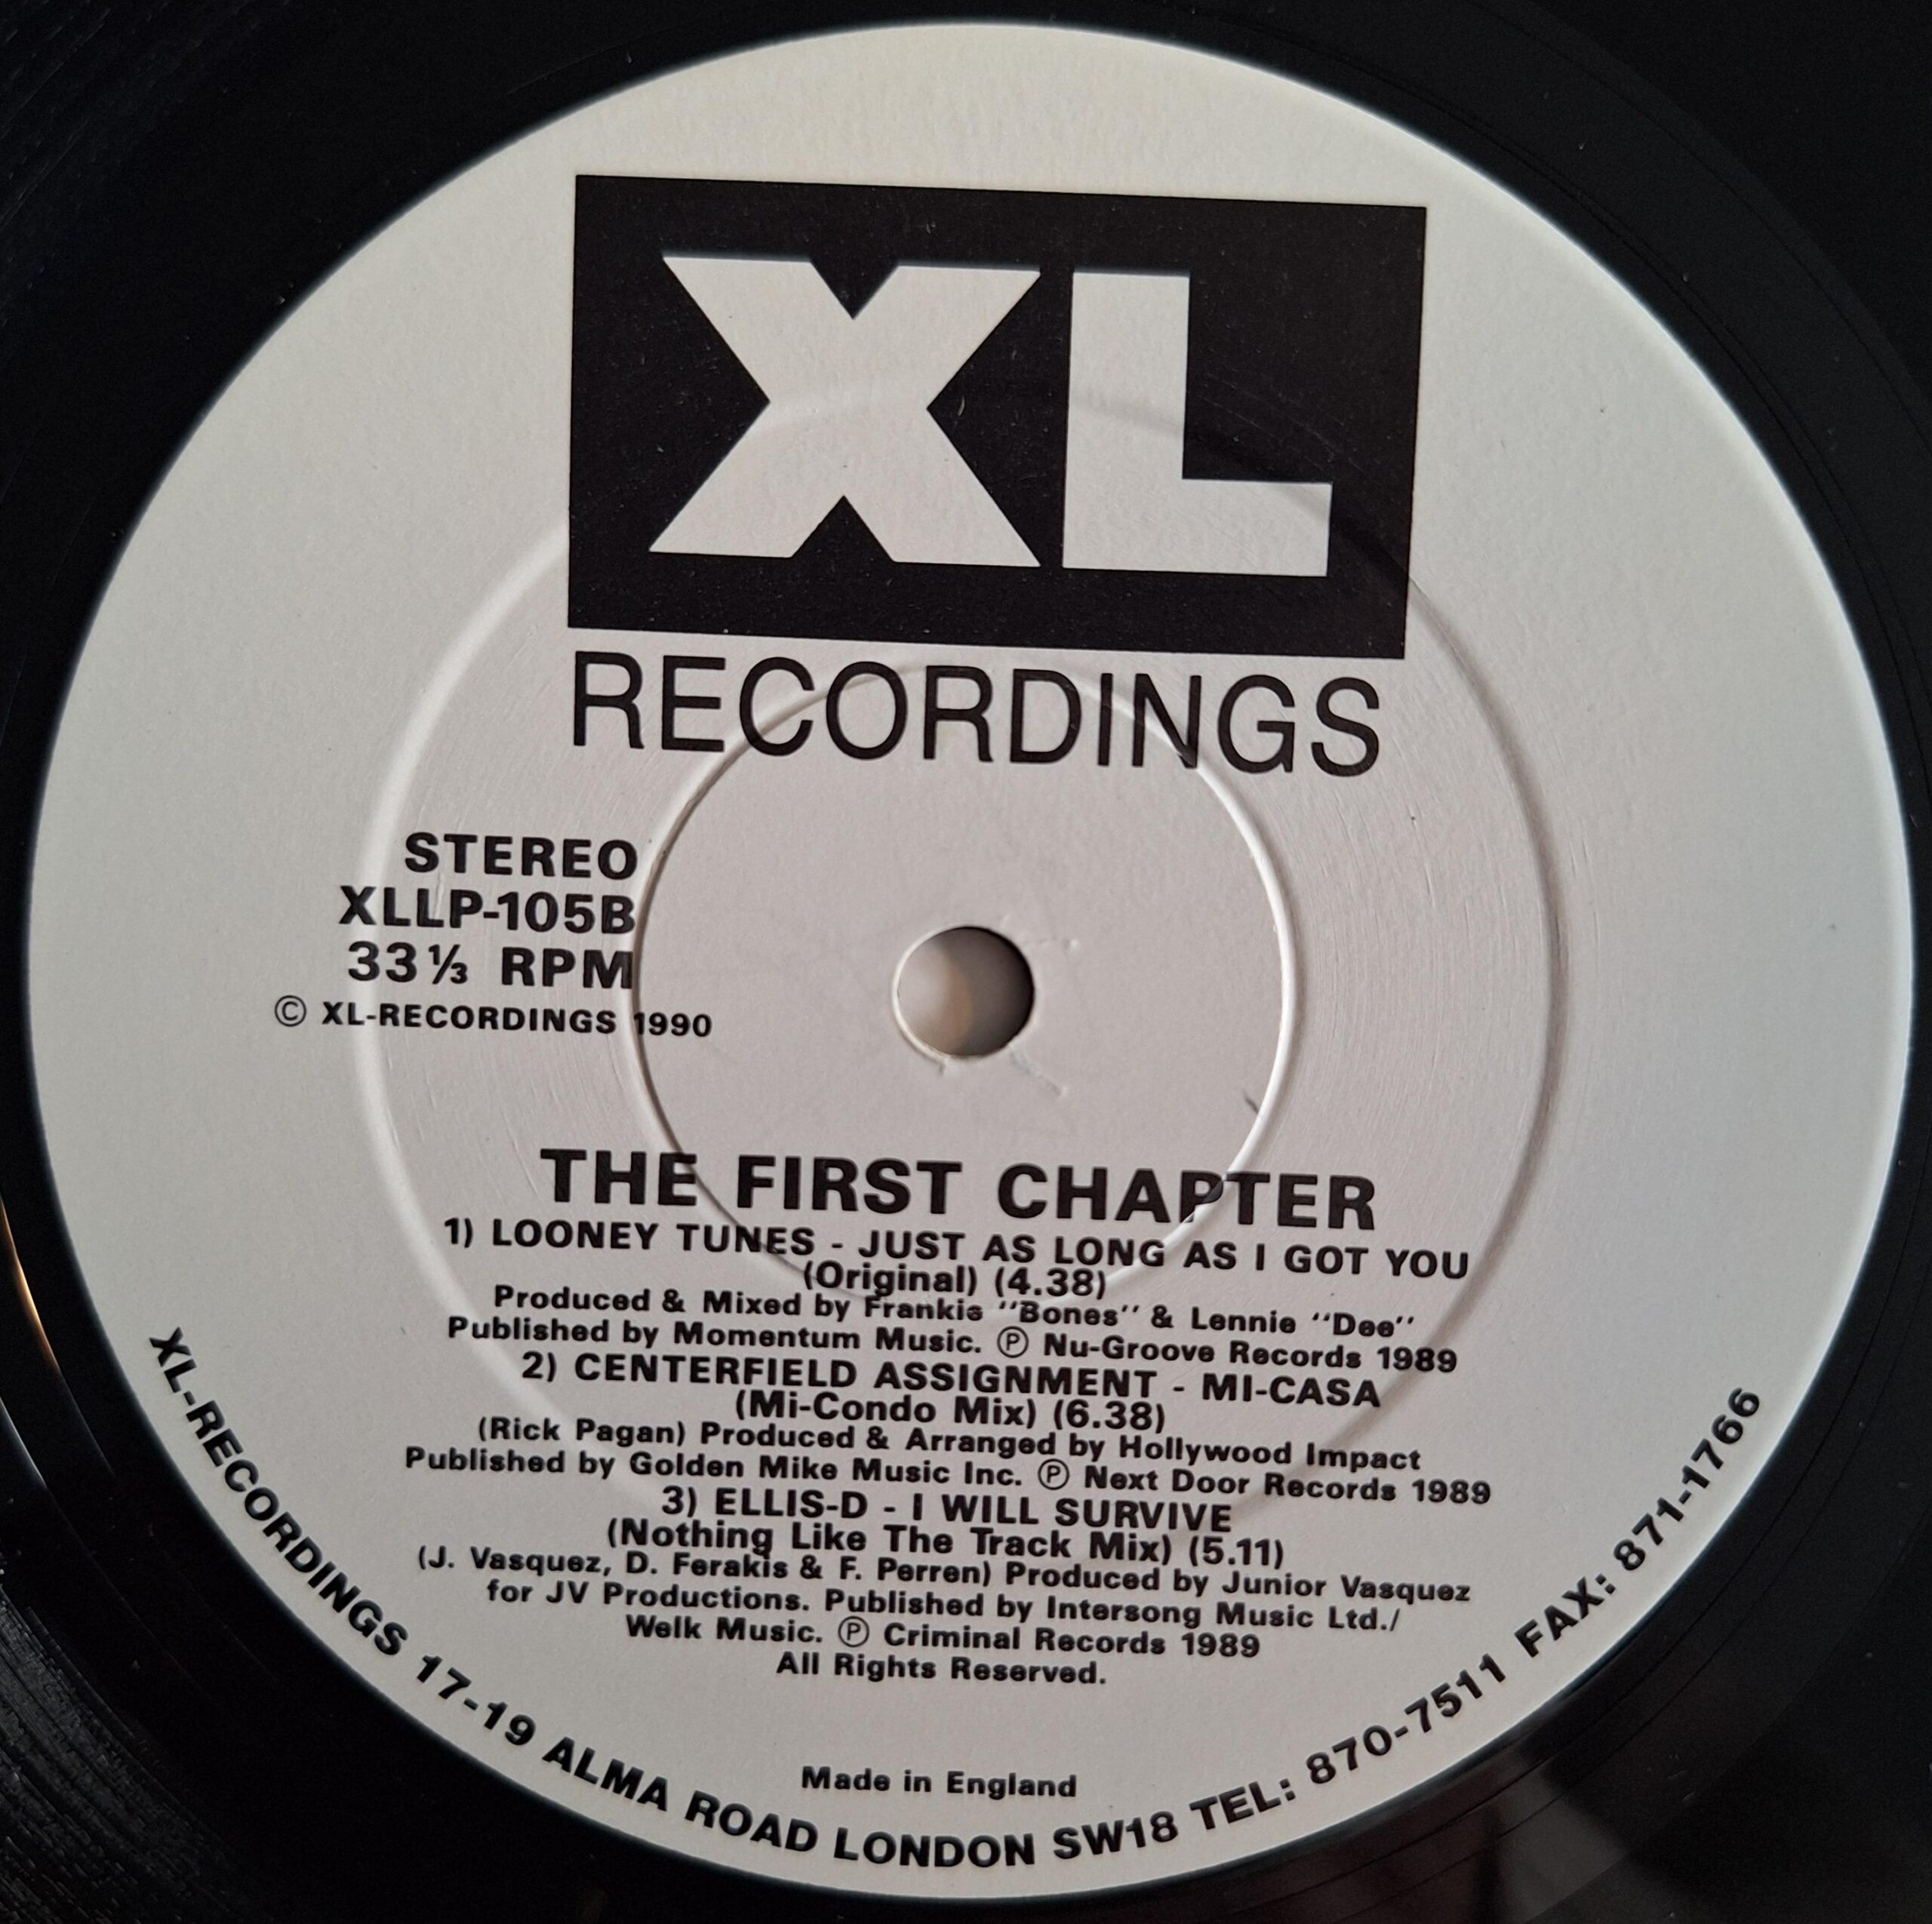 XL
RECORDINGS
STEREO
XLLP-105B
33⅓ RPM
© XL-RECORDINGS 1990
THE FIRST CHAPTER
1) LOONEY TUNES - JUST AS LONG AS I GOT YOU
(Original) (4.38)
Produced & Mixed by Frankie "Bones" & Lennie "Dee"
Published by Momentum Music. ℗ Nu-Groove Records 1989
2) CENTERFIELD ASSIGNMENT - MI-CASA
(Mi-Condo Mix) (6.38)
(Rick Pagan) Produced & Arranged by Hollywood Impact
Published by Golden Mike Music Inc. ℗ Next Door Records 1989
3) ELLIS-D - I WILL SURVIVE
(Nothing Like The Track Mix) (5.11)
(J. Vasquez, D. Ferakis & F. Perren) Produced by Junior Vasquez
for JV Productions. Published by Intersong Music Ltd./
Welk Music. ℗ Criminal Records 1989
All Rights Reserved.
Made in England
XL-RECORDINGS 17-19 ALMA ROAD LONDON SW18 TEL: 870-7511 FAX: 871-1766